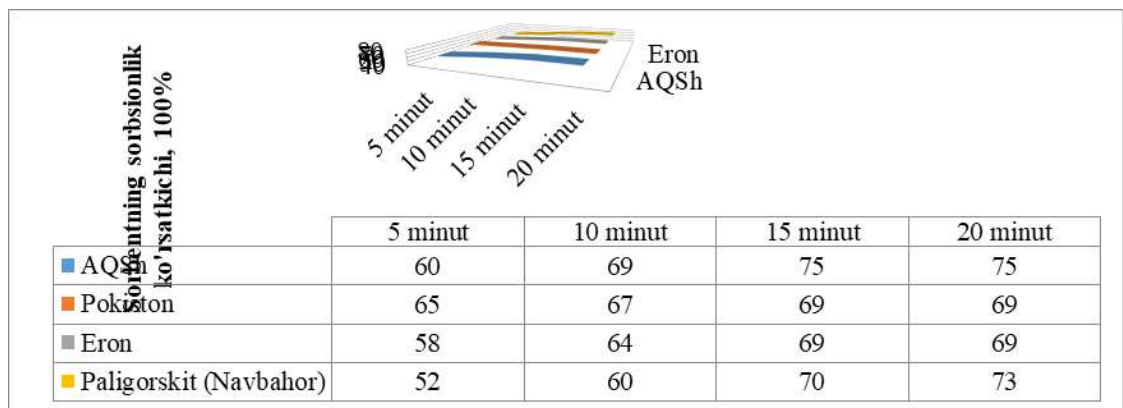 Sorbentning sorbsionlik
ko'rsatkichi, 100%
Eron
AQSh
5 minut
10 minut
15 minut
20 minut
5 minut 10 minut 15 minut 20 minut
AQSh 60 69 75 75
Pokiston 65 67 69 69
Eron 58 64 69 69
Paligorskit (Navbahor) 52 60 70 73